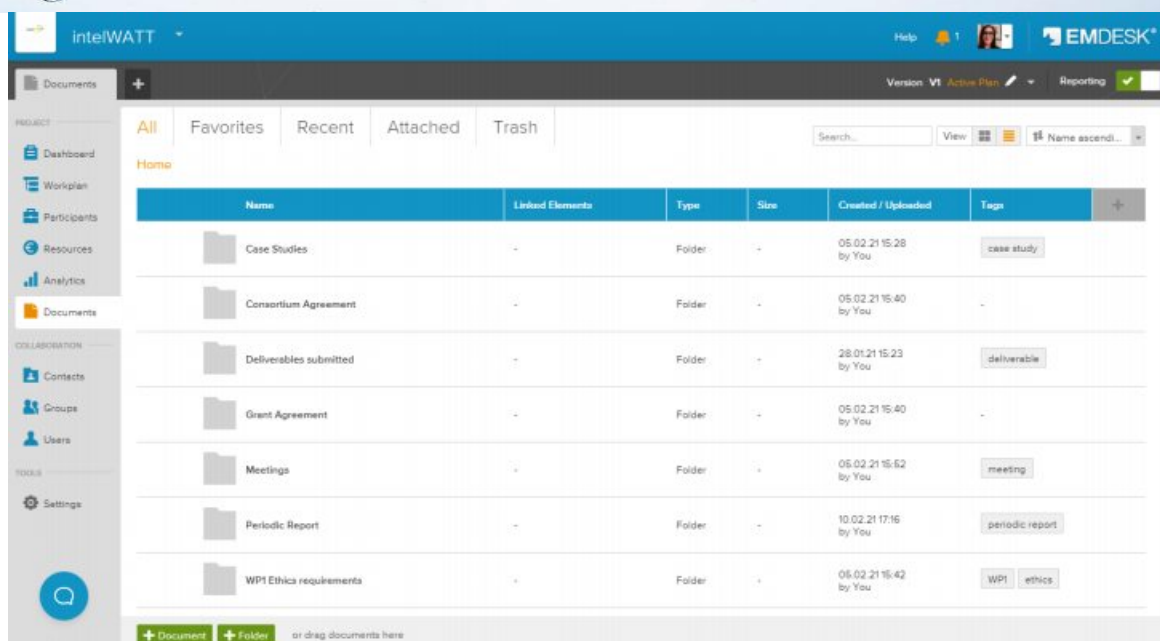 intelWATT
Help
1
EMDESK®
Documents
+
Version V1 Active Plan
Reporting
PROJECT
Dashboard
Workplan
Participants
Resources
Analytics
Documents
COLLABORATION
Contacts
Groups
Users
TOOLS
Settings
All Favorites Recent Attached Trash
Search... View Name ascendi...
Home
Name Linked Elements Type Size Created / Uploaded Tags +
Case Studies - Folder - 05.02.21 15:28 case study
by You
Consortium Agreement - Folder - 05.02.21 15:40 -
by You
Deliverables submitted - Folder - 28.01.21 15:23 deliverable
by You
Grant Agreement - Folder - 05.02.21 15:40 -
by You
Meetings - Folder - 05.02.21 15:52 meeting
by You
Periodic Report - Folder - 10.02.21 17:16 periodic report
by You
WP1 Ethics requirements - Folder - 05.02.21 15:42 WP1 ethics
by You
+ Document + Folder or drag documents here